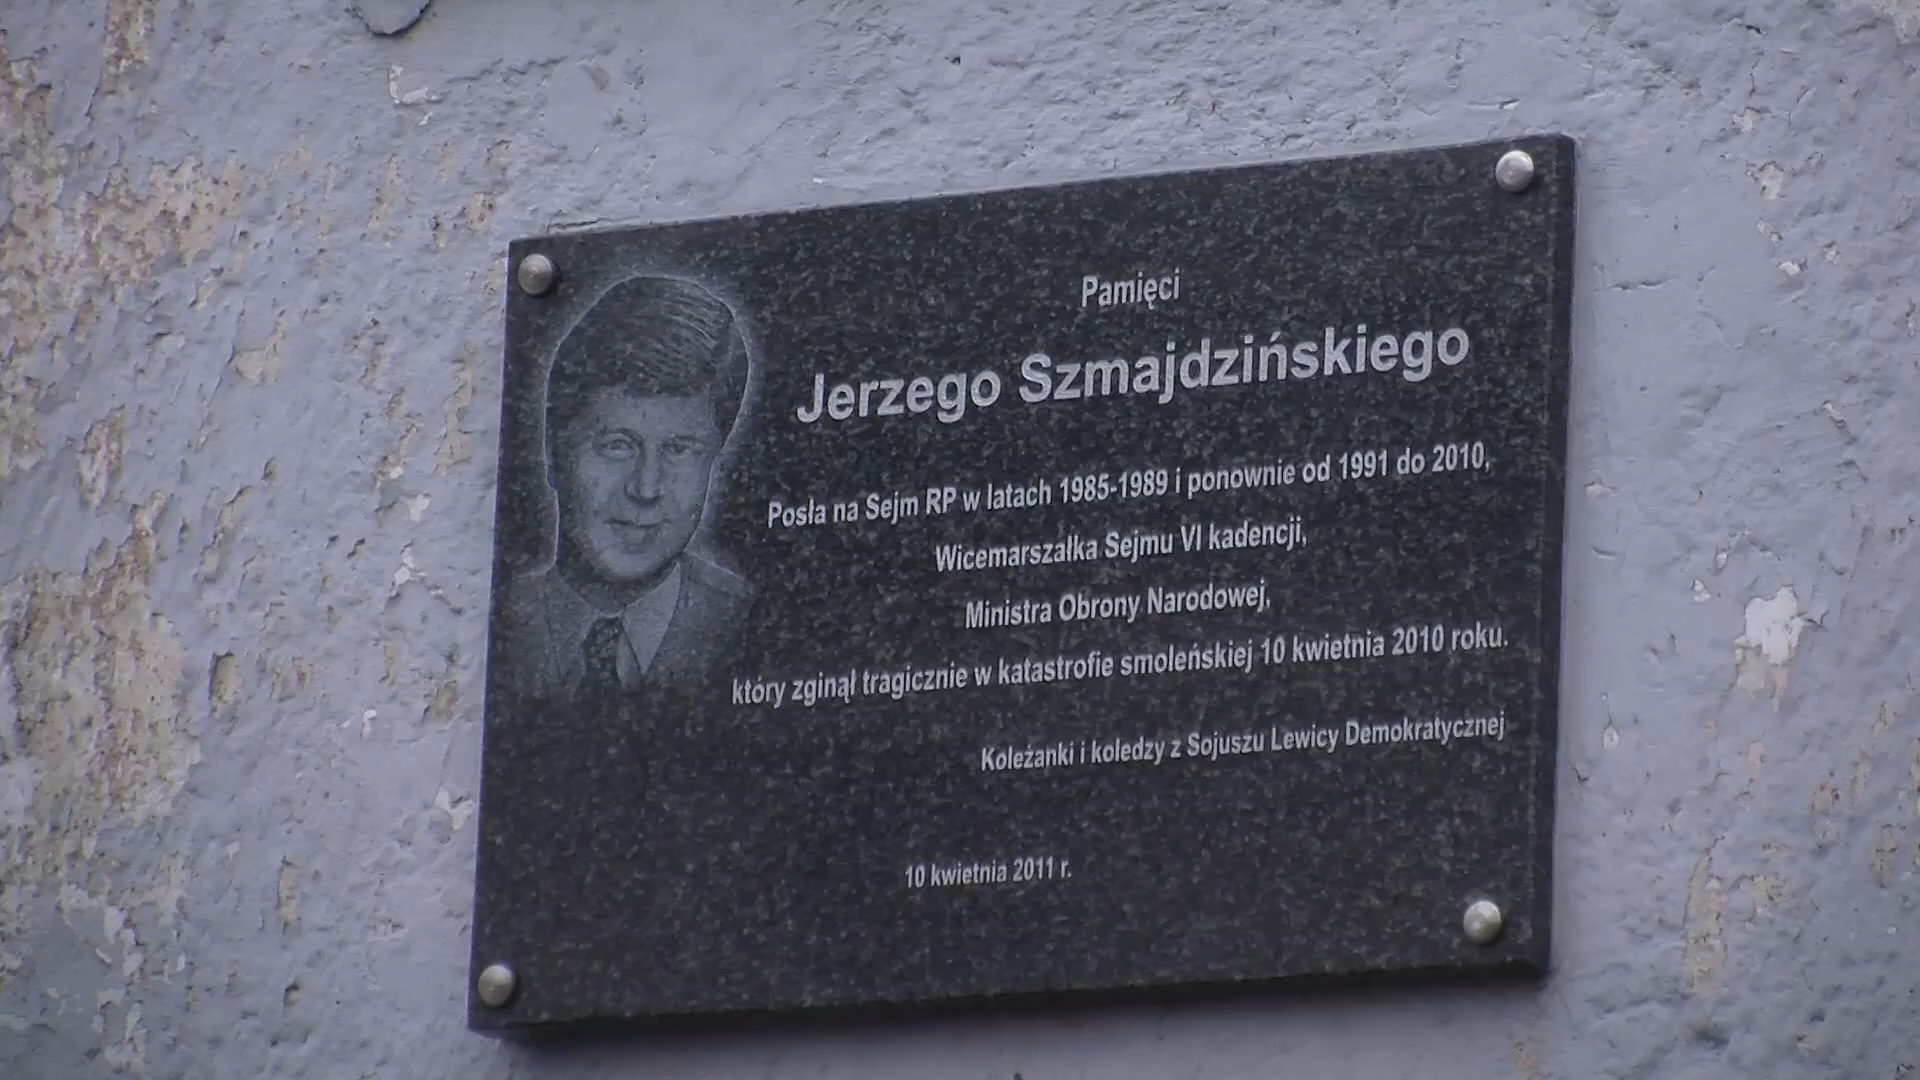 Pamięci
Jerzego Szmajdzińskiego
Posła na Sejm RP w latach 1985-1989 i ponownie od 1991 do 2010,
Wicemarszałka Sejmu VI kadencji,
Ministra Obrony Narodowej,
który zginął tragicznie w katastrofie smoleńskiej 10 kwietnia 2010 roku.
Koleżanki i koledzy z Sojuszu Lewicy Demokratycznej
10 kwietnia 2011 r.